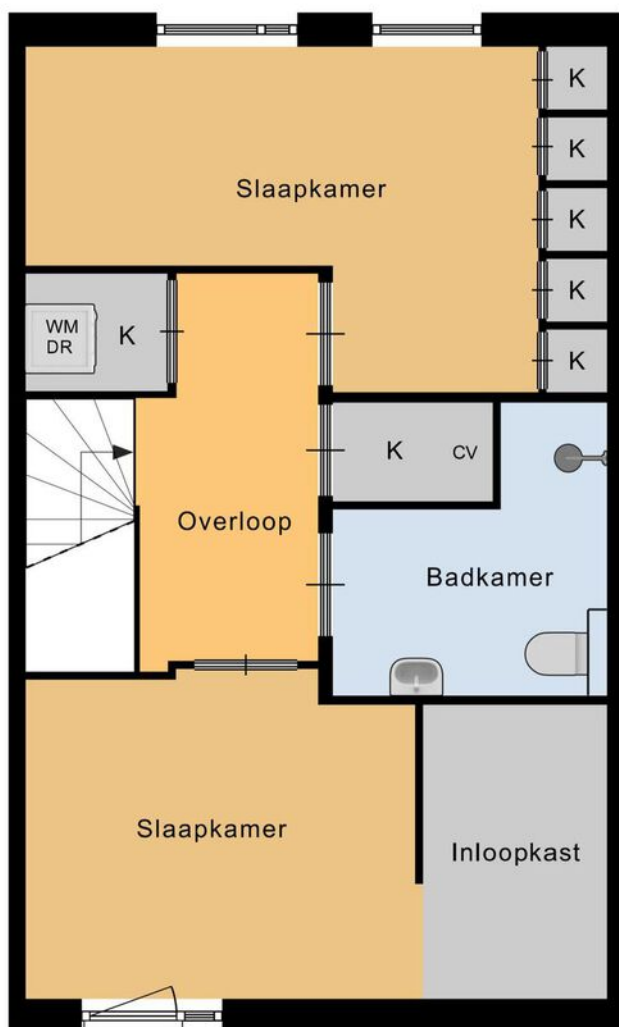 K
K
Slaapkamer
K
K
K
WM
DR
K
K
CV
Overloop
Badkamer
Slaapkamer
Inloopkast